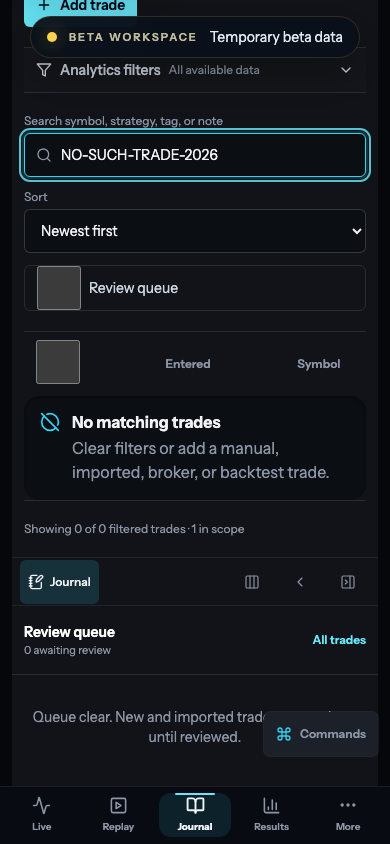 Add trade
BETA WORKSPACE Temporary beta data
Analytics filters All available data
Search symbol, strategy, tag, or note
NO-SUCH-TRADE-2026
Sort
Newest first
Review queue
Entered Symbol
No matching trades
Clear filters or add a manual,
imported, broker, or backtest trade.
Showing 0 of 0 filtered trades · 1 in scope
Journal
Review queue
All trades
0 awaiting review
Queue clear. New and imported
until reviewed.
Commands
Live Replay Journal Results More